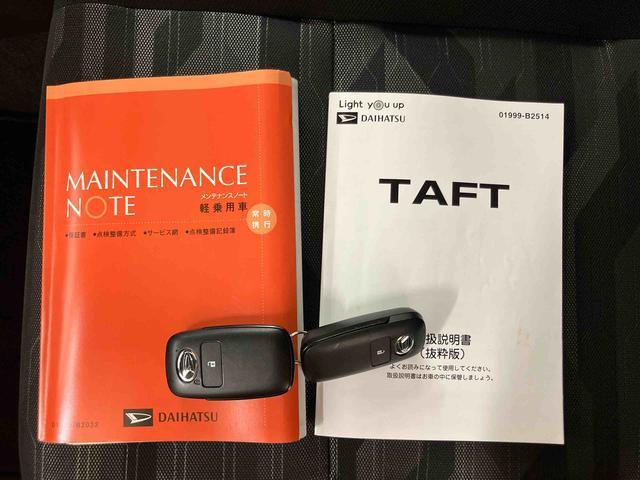 MAINTENANCE
NOTE
メンテナンスノート
軽乗用車
常時
携行
●保証書 ●点検整備方式 ●サービス網 ●点検整備記録簿
DAIHATSU
Light you up
DAIHATSU
01999-B2514
TAFT
扱説明書
（抜粋版）
よくお読みになって使用してください。
取扱説明書はお車の中に保管しましょう。